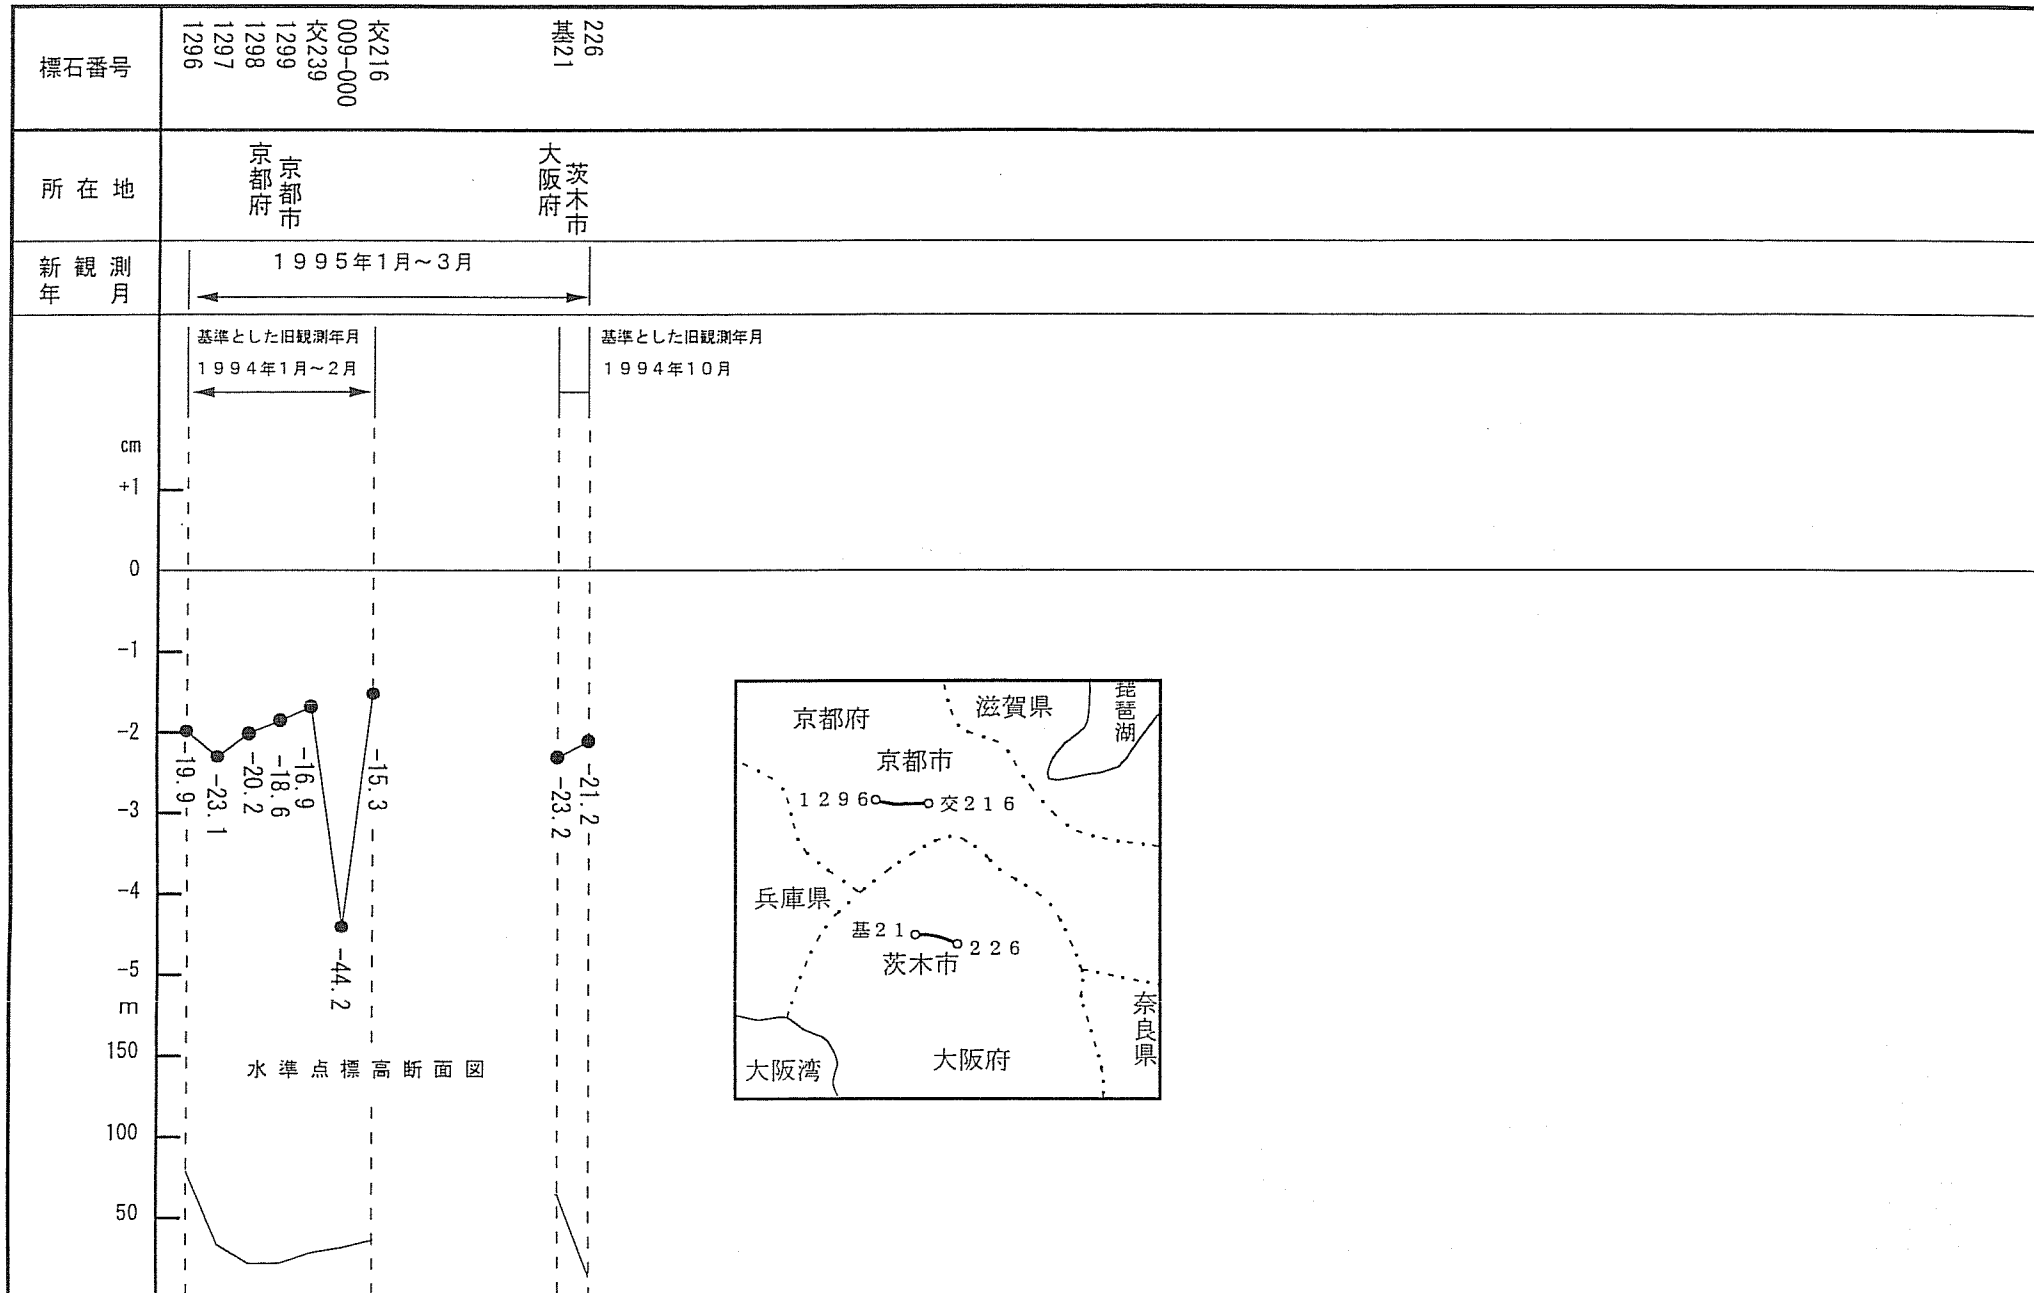 標石番号
1296
1297
1298
1299
交239
009-000
交216
基21
226
所在地
京都府
京都市
大阪府
茨木市
新観測
年月
1995年1月～3月
基準とした旧観測年月
1994年1月～2月
基準とした旧観測年月
1994年10月
cm
+1
0
-1
-2
-3
-4
-5
m
150
100
50
-19.9
-23.1
-20.2
-18.6
-16.9
-44.2
-15.3
-23.2
-21.2
水準点標高断面図
京都府
滋賀県
琵琶湖
京都市
1296
交216
兵庫県
基21
226
茨木市
奈良県
大阪湾
大阪府